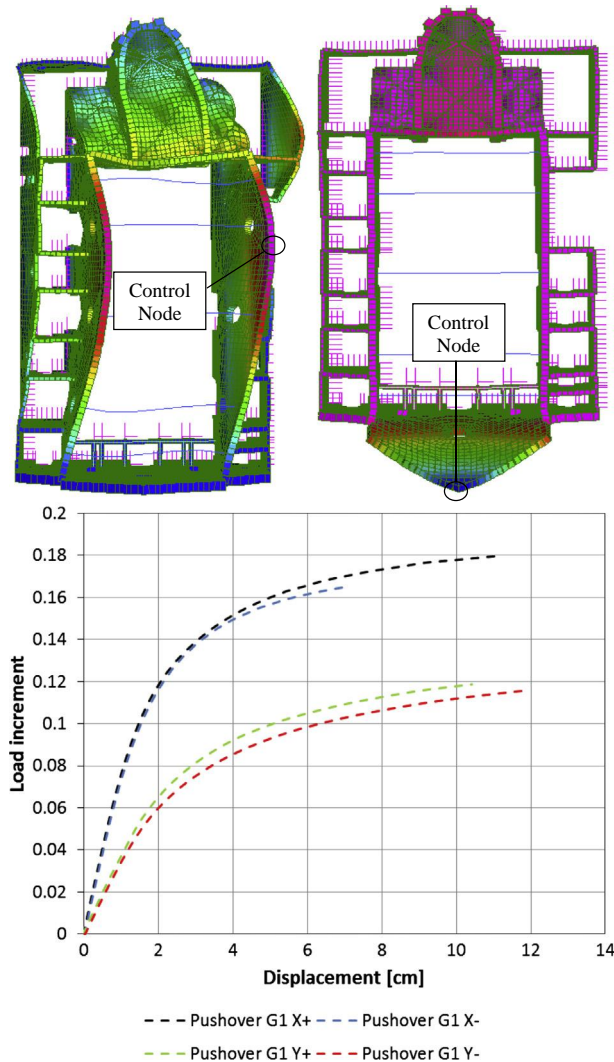 Control
Node
Control
Node
0.2
0.18
0.16
0.14
0.12
0.1
0.08
0.06
0.04
0.02
0
Load increment
0 2 4 6 8 10 12 14
Displacement [cm]
Pushover G1 X+ Pushover G1 X-
Pushover G1 Y+ Pushover G1 Y-